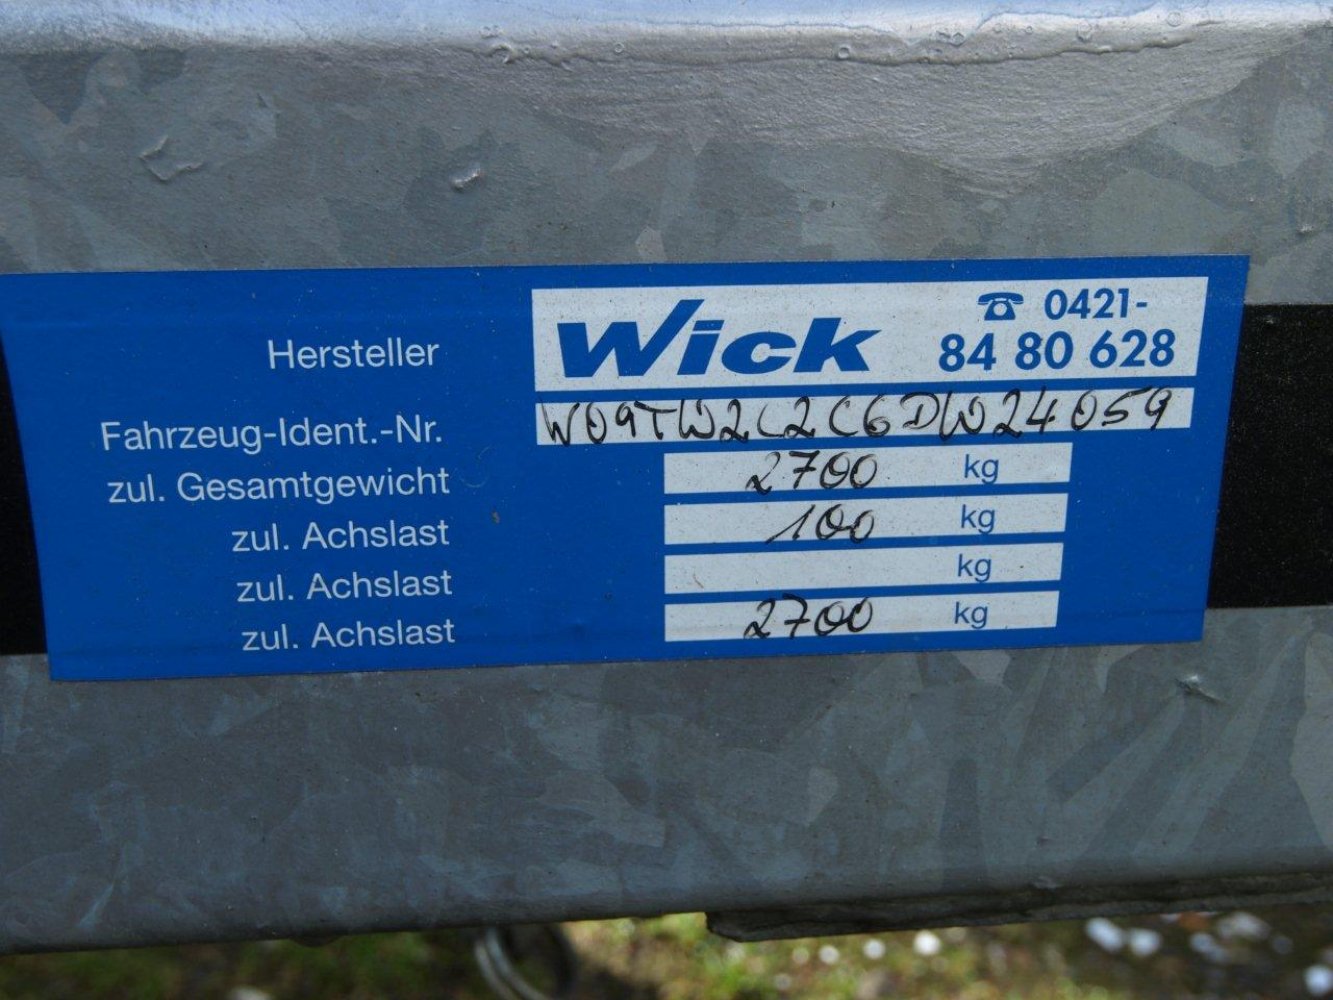 Hersteller Wick ☎ 0421-
84 80 628
Fahrzeug-Ident.-Nr. W09TW2C2C6DW24059
zul. Gesamtgewicht 2700 kg
zul. Achslast 100 kg
zul. Achslast kg
zul. Achslast 2700 kg